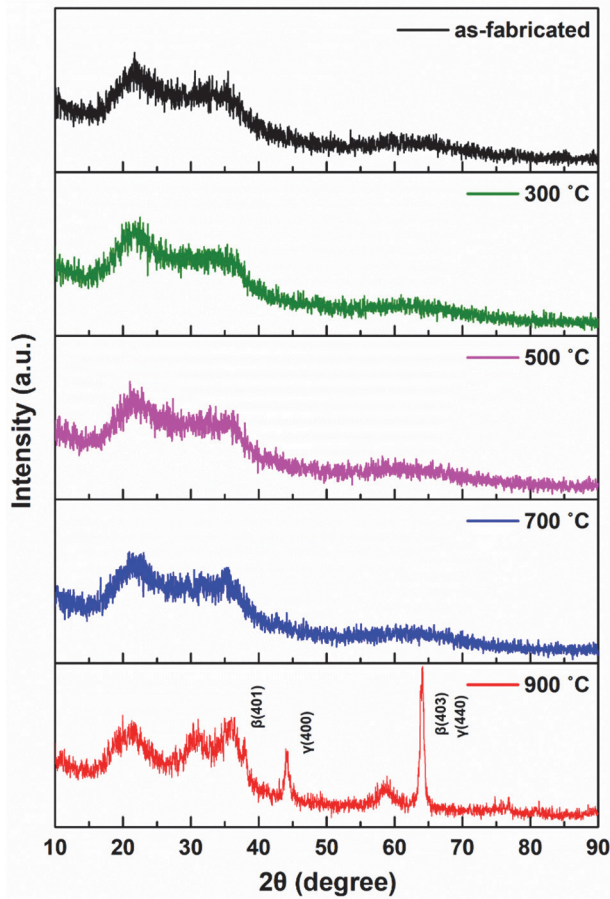 as-fabricated
300 °C
500 °C
700 °C
900 °C
β(401)
γ(400)
β(403)
γ(440)
Intensity (a.u.)
10 20 30 40 50 60 70 80 90
2θ (degree)